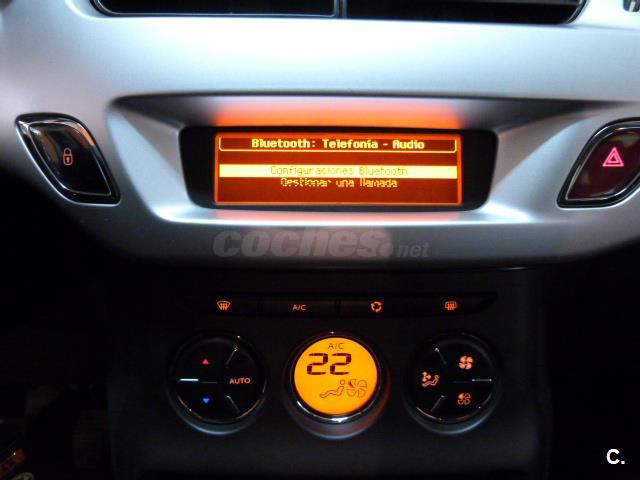 Bluetooth: Telefonía - Audio
Configuraciones Bluetooth
Gestionar una llamada
coches.net
A/C
A/C
22
AUTO
C.